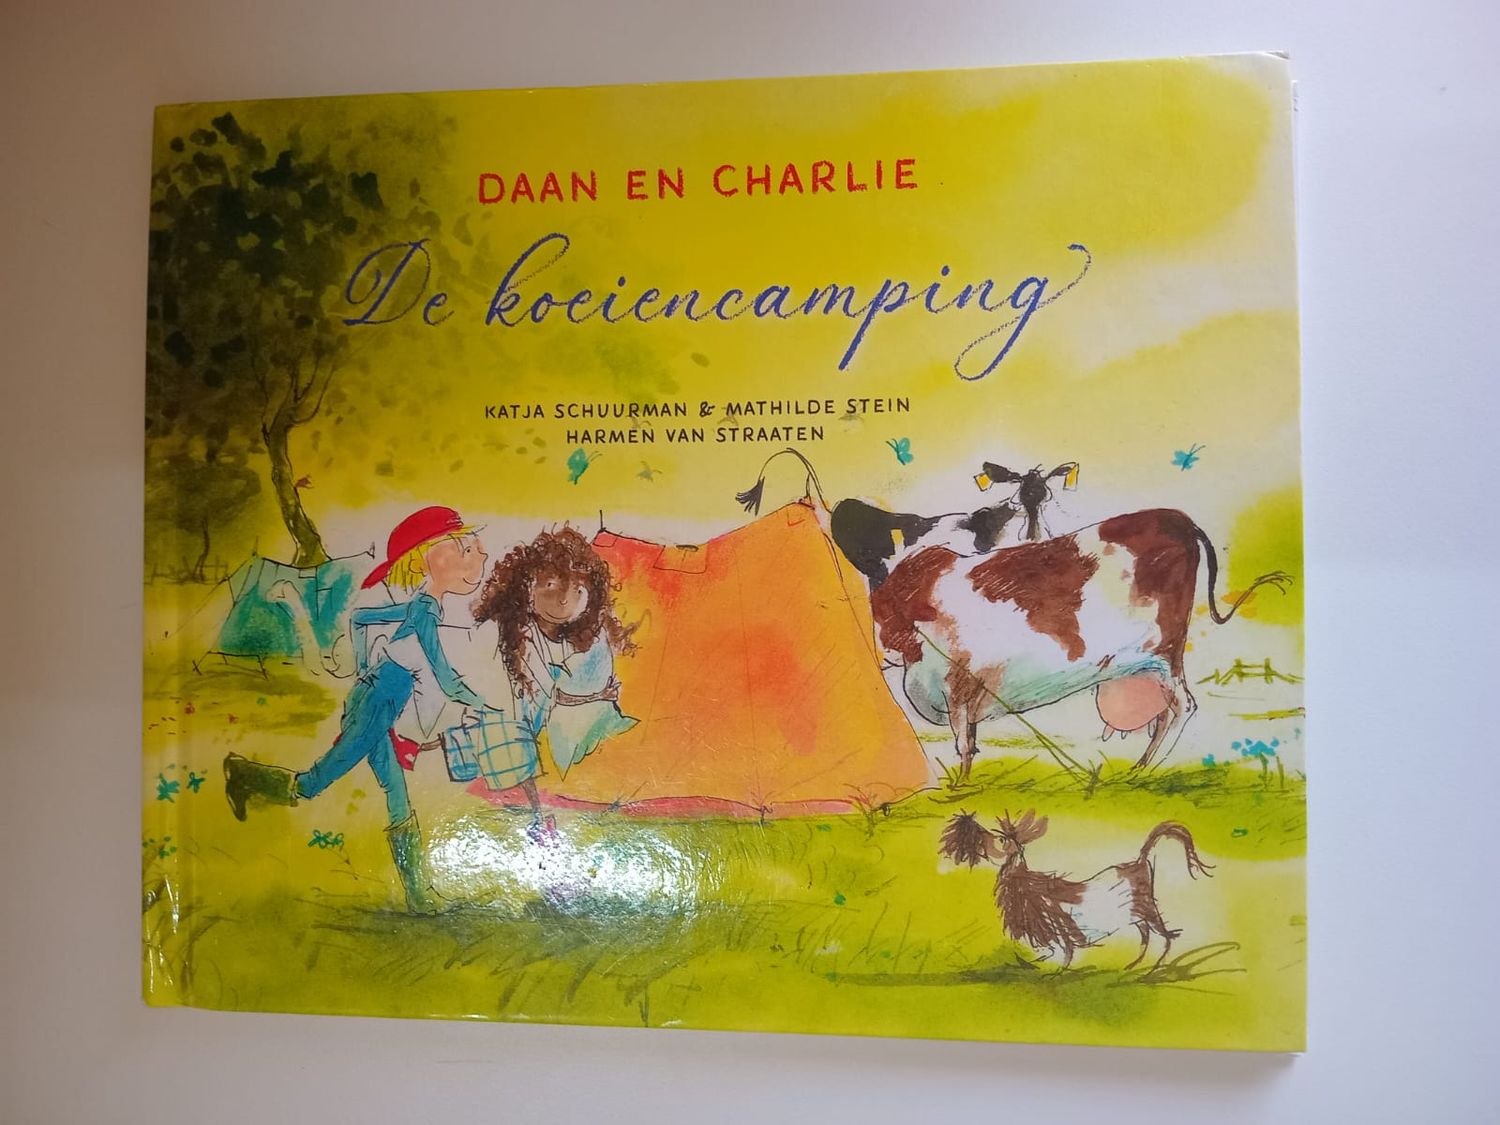 DAAN EN CHARLIE
De koeiencamping
KATJA SCHUURMAN & MATHILDE STEIN
HARMEN VAN STRAATEN